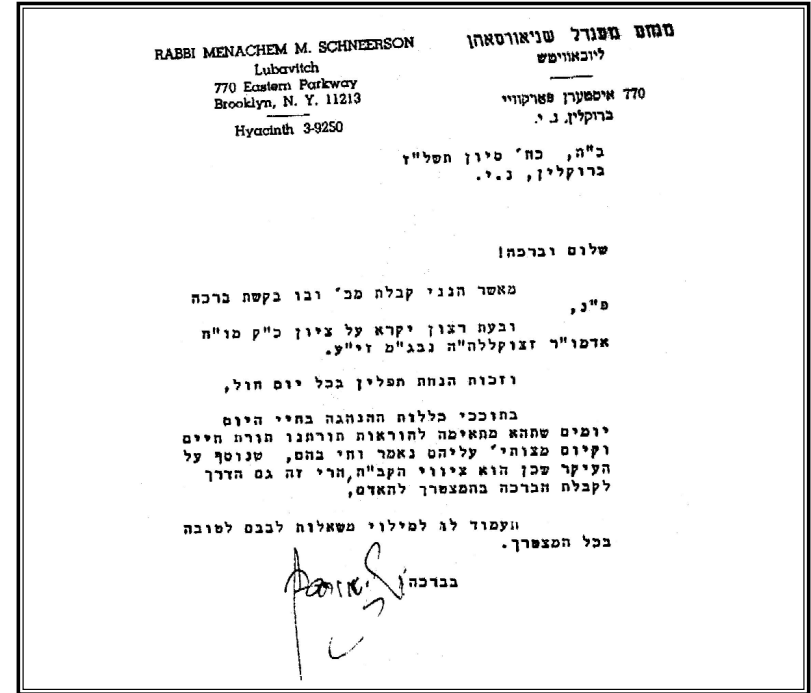 RABBI MENACHEM M. SCHNEERSON
Lubavitch
770 Eastern Parkway
Brooklyn, N. Y. 11213
Hyacinth 3-9250
מנחם מענדל שניאורסאהן
ליובאוויטש
770 איסטערן פארקוויי
ברוקלין, נ. י.
ב"ה, כח' סיון תשל"ז
ברוקלין, נ.י.
שלום וברכה!
מאשר הנני קבלת מכ' ובו בקשת ברכה
פ"נ,
ובעת רצון יקרא על ציון כ"ק מו"ח
אדמו"ר זצוקללה"ה נבג"מ זי"ע.
וזכות הנחת תפלין בכל יום חול,
בתוככי כללות ההנהגה בחיי היום
יומים שתהא מתאימה להוראות תורתנו תורת חיים
וקיום מצותי' עליהם נאמר וחי בהם, שנוסף על
העיקר שכן הוא ציווי הקב"ה,הרי זה גם הדרך
לקבלת הברכה בהמצטרך להאדם,
תעמוד לו למילוי משאלות לבבם לטובה
בכל המצטרך.
בברכה